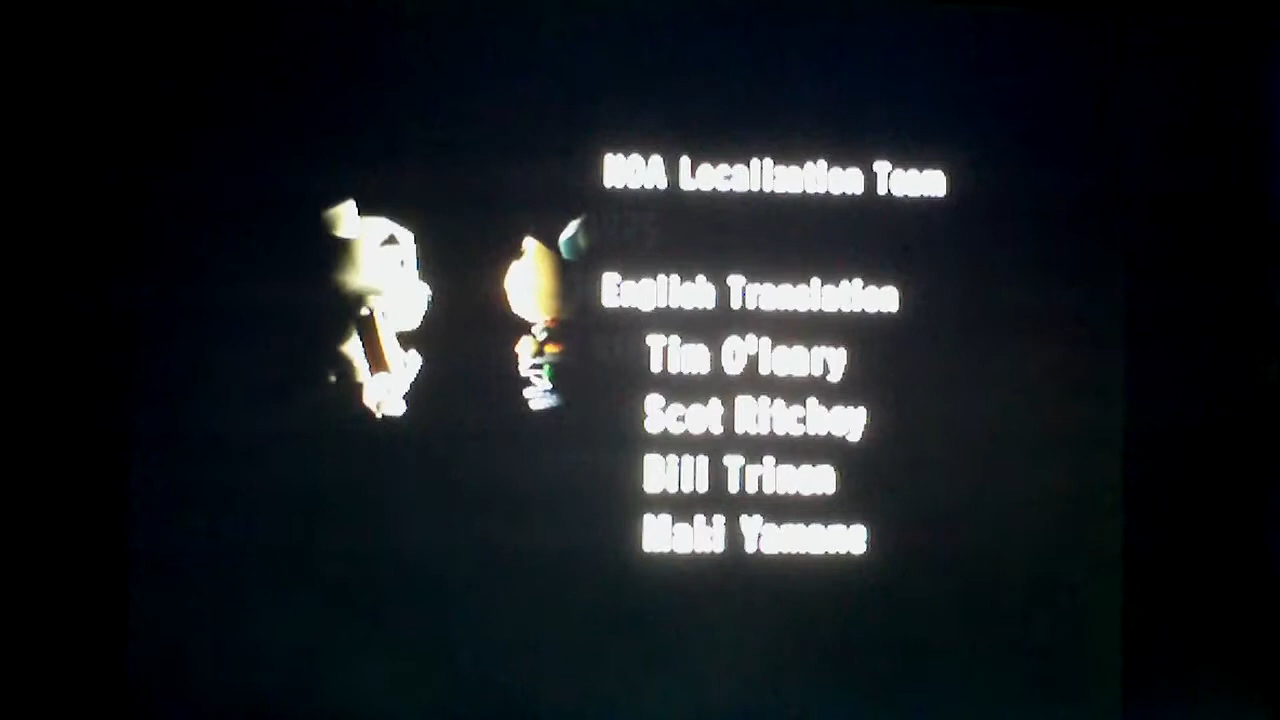 NOA Localization Team
English Translation
Tim O'leary
Scot Ritchey
Bill Trinen
Maki Yamane